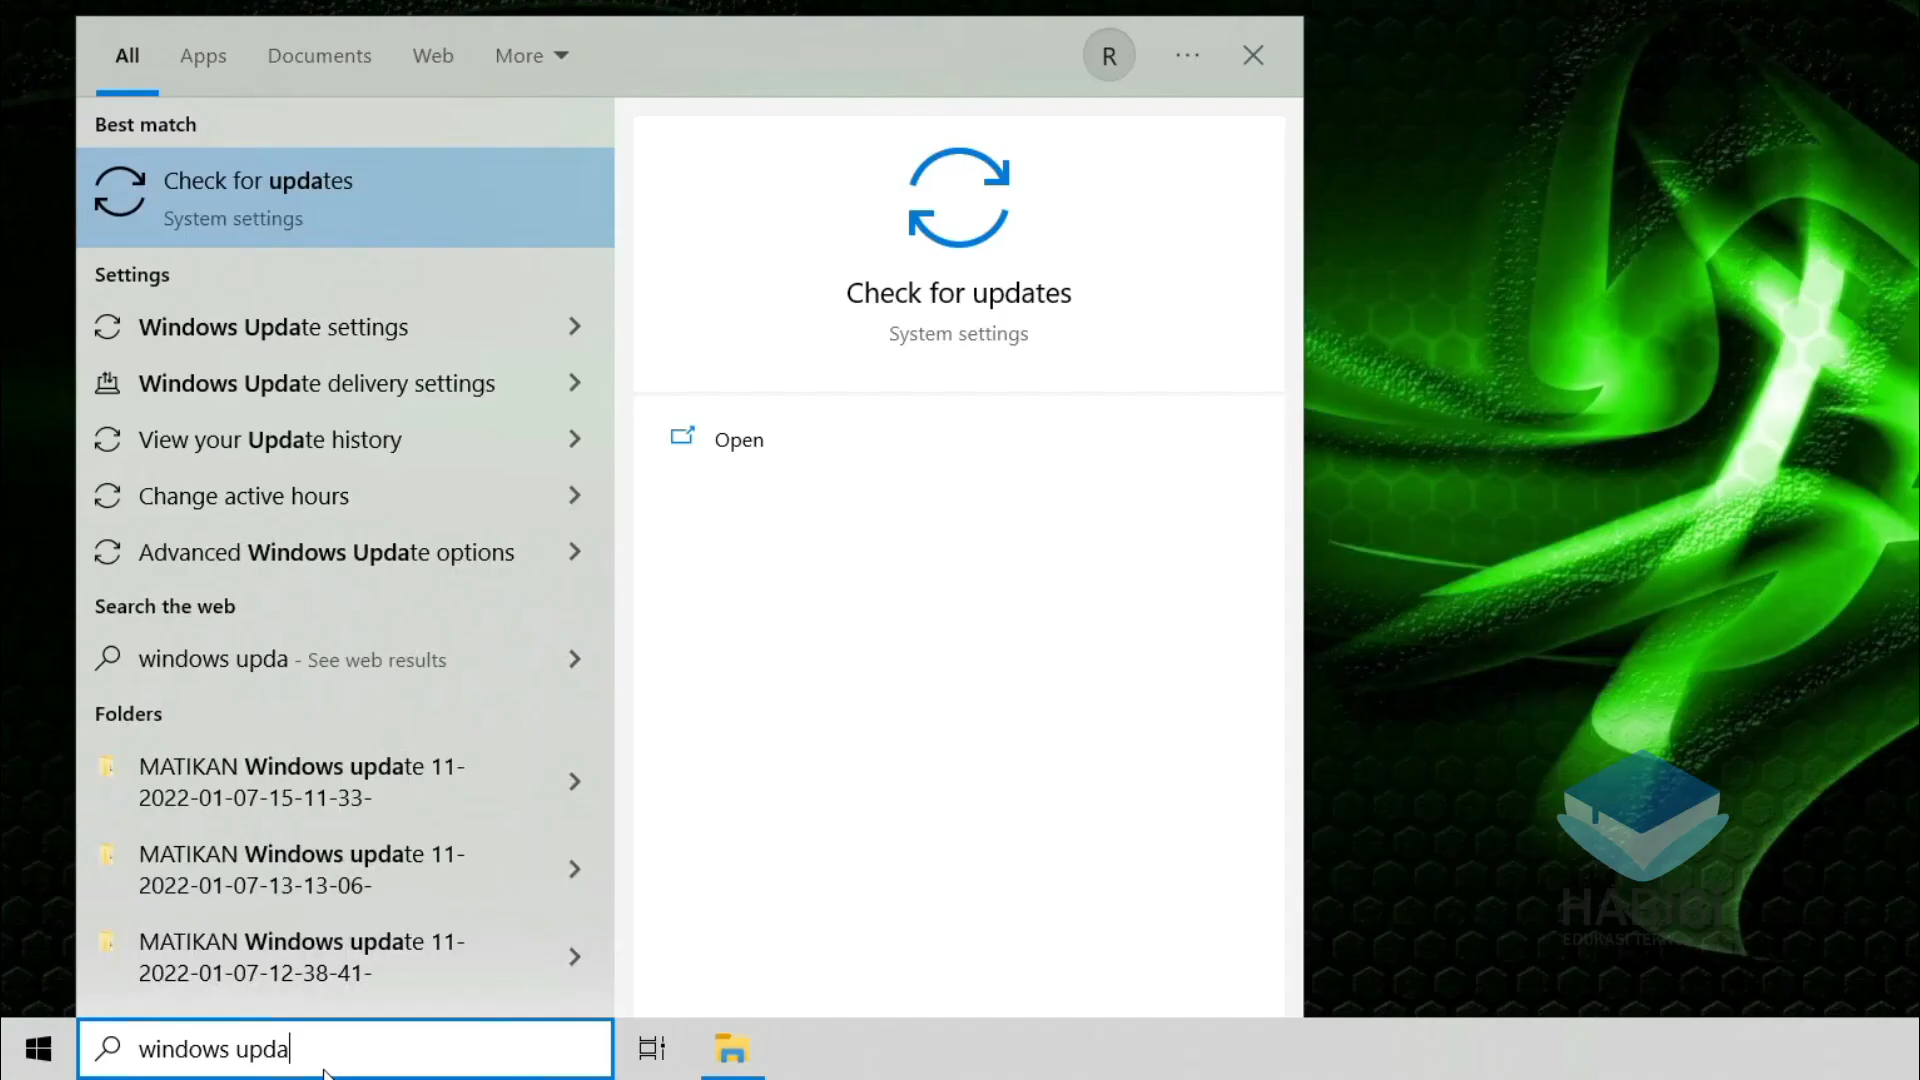 All
Apps
Documents
Web
More
R
Best match
Check for updates
System settings
Settings
Windows Update settings
Windows Update delivery settings
View your Update history
Change active hours
Advanced Windows Update options
Search the web
windows upda - See web results
Folders
MATIKAN Windows update 11-
2022-01-07-15-11-33-
MATIKAN Windows update 11-
2022-01-07-13-13-06-
MATIKAN Windows update 11-
2022-01-07-12-38-41-
Check for updates
System settings
Open
windows upda
EDUKASI